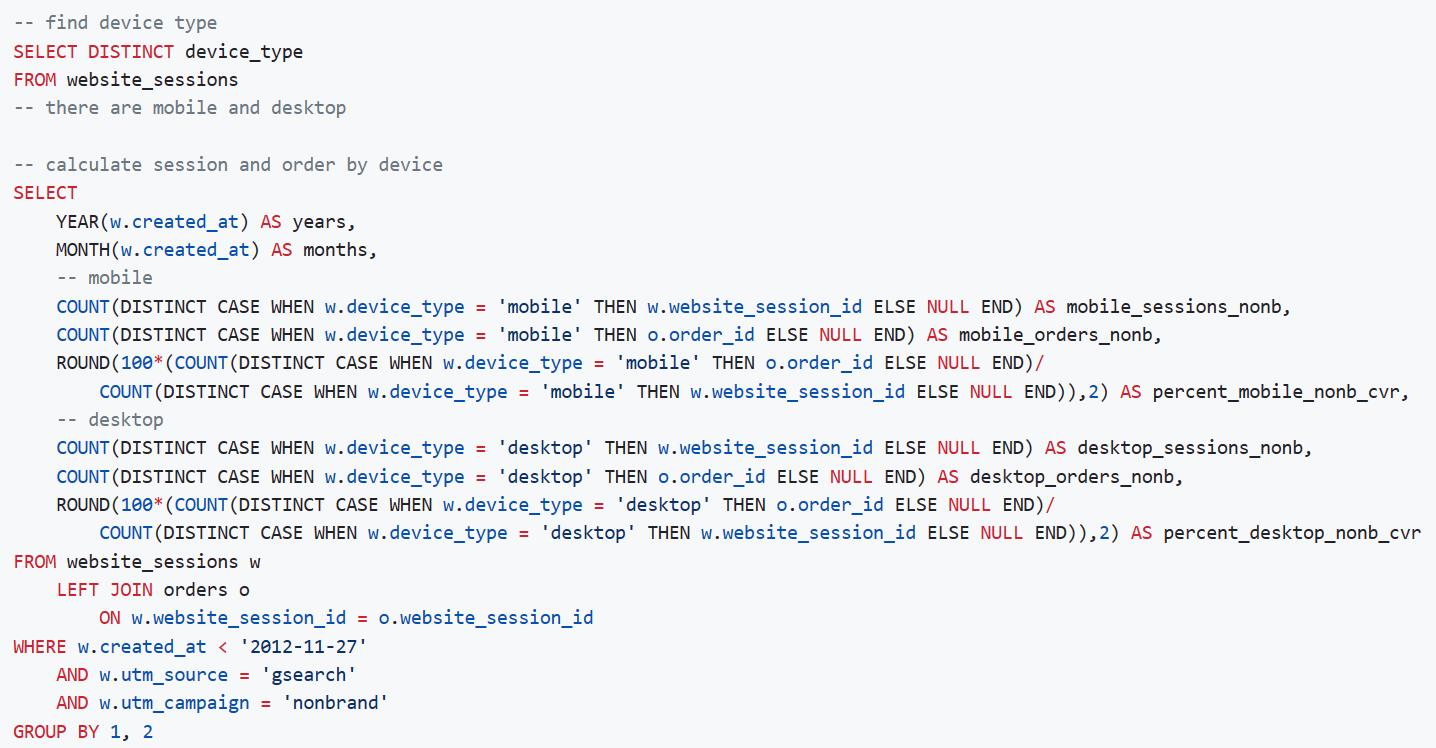 -- find device type
SELECT DISTINCT device_type
FROM website_sessions
-- there are mobile and desktop

-- calculate session and order by device
SELECT
    YEAR(w.created_at) AS years,
    MONTH(w.created_at) AS months,
    -- mobile
    COUNT(DISTINCT CASE WHEN w.device_type = 'mobile' THEN w.website_session_id ELSE NULL END) AS mobile_sessions_nonb,
    COUNT(DISTINCT CASE WHEN w.device_type = 'mobile' THEN o.order_id ELSE NULL END) AS mobile_orders_nonb,
    ROUND(100*(COUNT(DISTINCT CASE WHEN w.device_type = 'mobile' THEN o.order_id ELSE NULL END)/
        COUNT(DISTINCT CASE WHEN w.device_type = 'mobile' THEN w.website_session_id ELSE NULL END)),2) AS percent_mobile_nonb_cvr,
    -- desktop
    COUNT(DISTINCT CASE WHEN w.device_type = 'desktop' THEN w.website_session_id ELSE NULL END) AS desktop_sessions_nonb,
    COUNT(DISTINCT CASE WHEN w.device_type = 'desktop' THEN o.order_id ELSE NULL END) AS desktop_orders_nonb,
    ROUND(100*(COUNT(DISTINCT CASE WHEN w.device_type = 'desktop' THEN o.order_id ELSE NULL END)/
        COUNT(DISTINCT CASE WHEN w.device_type = 'desktop' THEN w.website_session_id ELSE NULL END)),2) AS percent_desktop_nonb_cvr
FROM website_sessions w
    LEFT JOIN orders o
        ON w.website_session_id = o.website_session_id
WHERE w.created_at < '2012-11-27'
    AND w.utm_source = 'gsearch'
    AND w.utm_campaign = 'nonbrand'
GROUP BY 1, 2